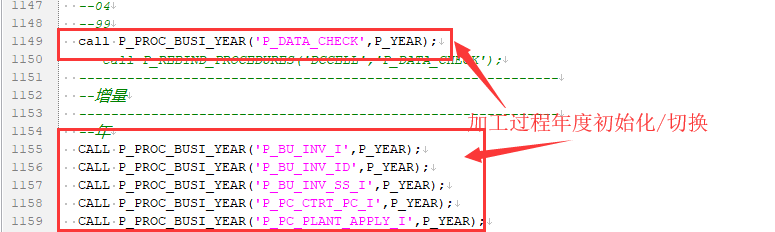 1147 --04
1148 --99
1149 call P_PROC_BUSI_YEAR('P_DATA_CHECK',P_YEAR);
1150 -- call P_REBIND_PROCEDURES('DCCELL','P_DATA_CHECK');
1151 --------------------------------------------------------
1152 --增量
1153 --------------------------------------------------------
加工过程年度初始化/切换
1154 --年
1155 CALL P_PROC_BUSI_YEAR('P_BU_INV_I',P_YEAR);
1156 CALL P_PROC_BUSI_YEAR('P_BU_INV_ID',P_YEAR);
1157 CALL P_PROC_BUSI_YEAR('P_BU_INV_SS_I',P_YEAR);
1158 CALL P_PROC_BUSI_YEAR('P_PC_CTRT_PC_I',P_YEAR);
1159 CALL P_PROC_BUSI_YEAR('P_PC_PLANT_APPLY_I',P_YEAR);